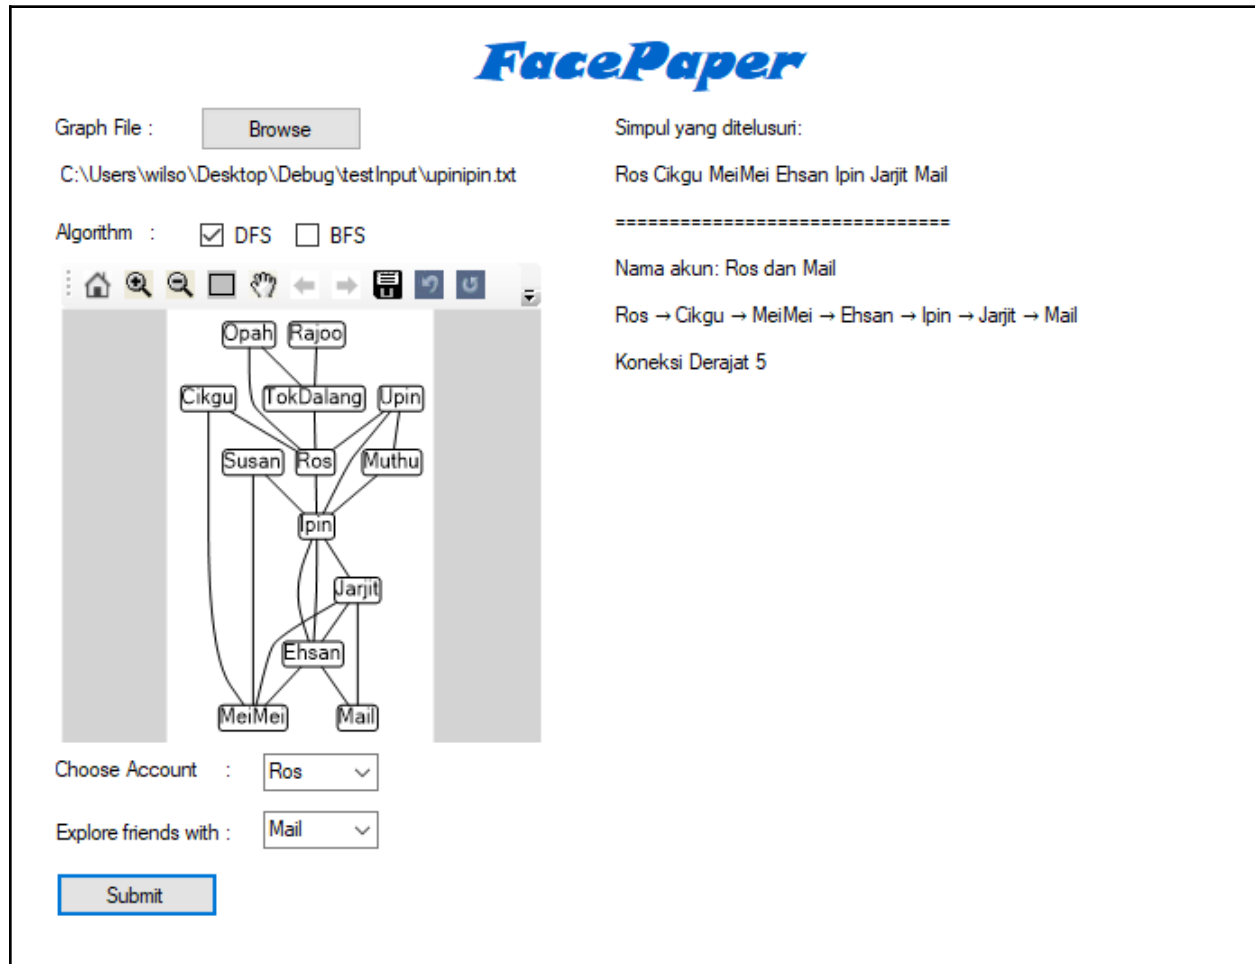 FacePaper
Graph File :
Browse
C:\Users\wilso\Desktop\Debug\testInput\upinipin.txt
Algorithm :
DFS
BFS
Opah
Rajoo
Cikgu
TokDalang
Upin
Susan
Ros
Muthu
Ipin
Jarjit
Ehsan
MeiMei
Mail
Choose Account :
Ros
Explore friends with :
Mail
Submit
Simpul yang ditelusuri:
Ros Cikgu MeiMei Ehsan Ipin Jarjit Mail
==============================
Nama akun: Ros dan Mail
Ros → Cikgu → MeiMei → Ehsan → Ipin → Jarjit → Mail
Koneksi Derajat 5